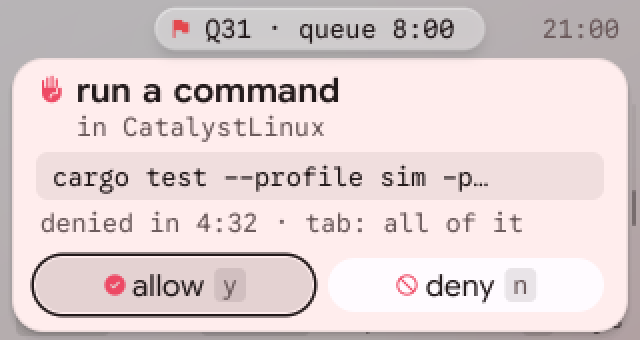 Q31 · queue 8:00
21:00
run a command
in CatalystLinux
cargo test --profile sim -p…
denied in 4:32 · tab: all of it
allow y
deny n